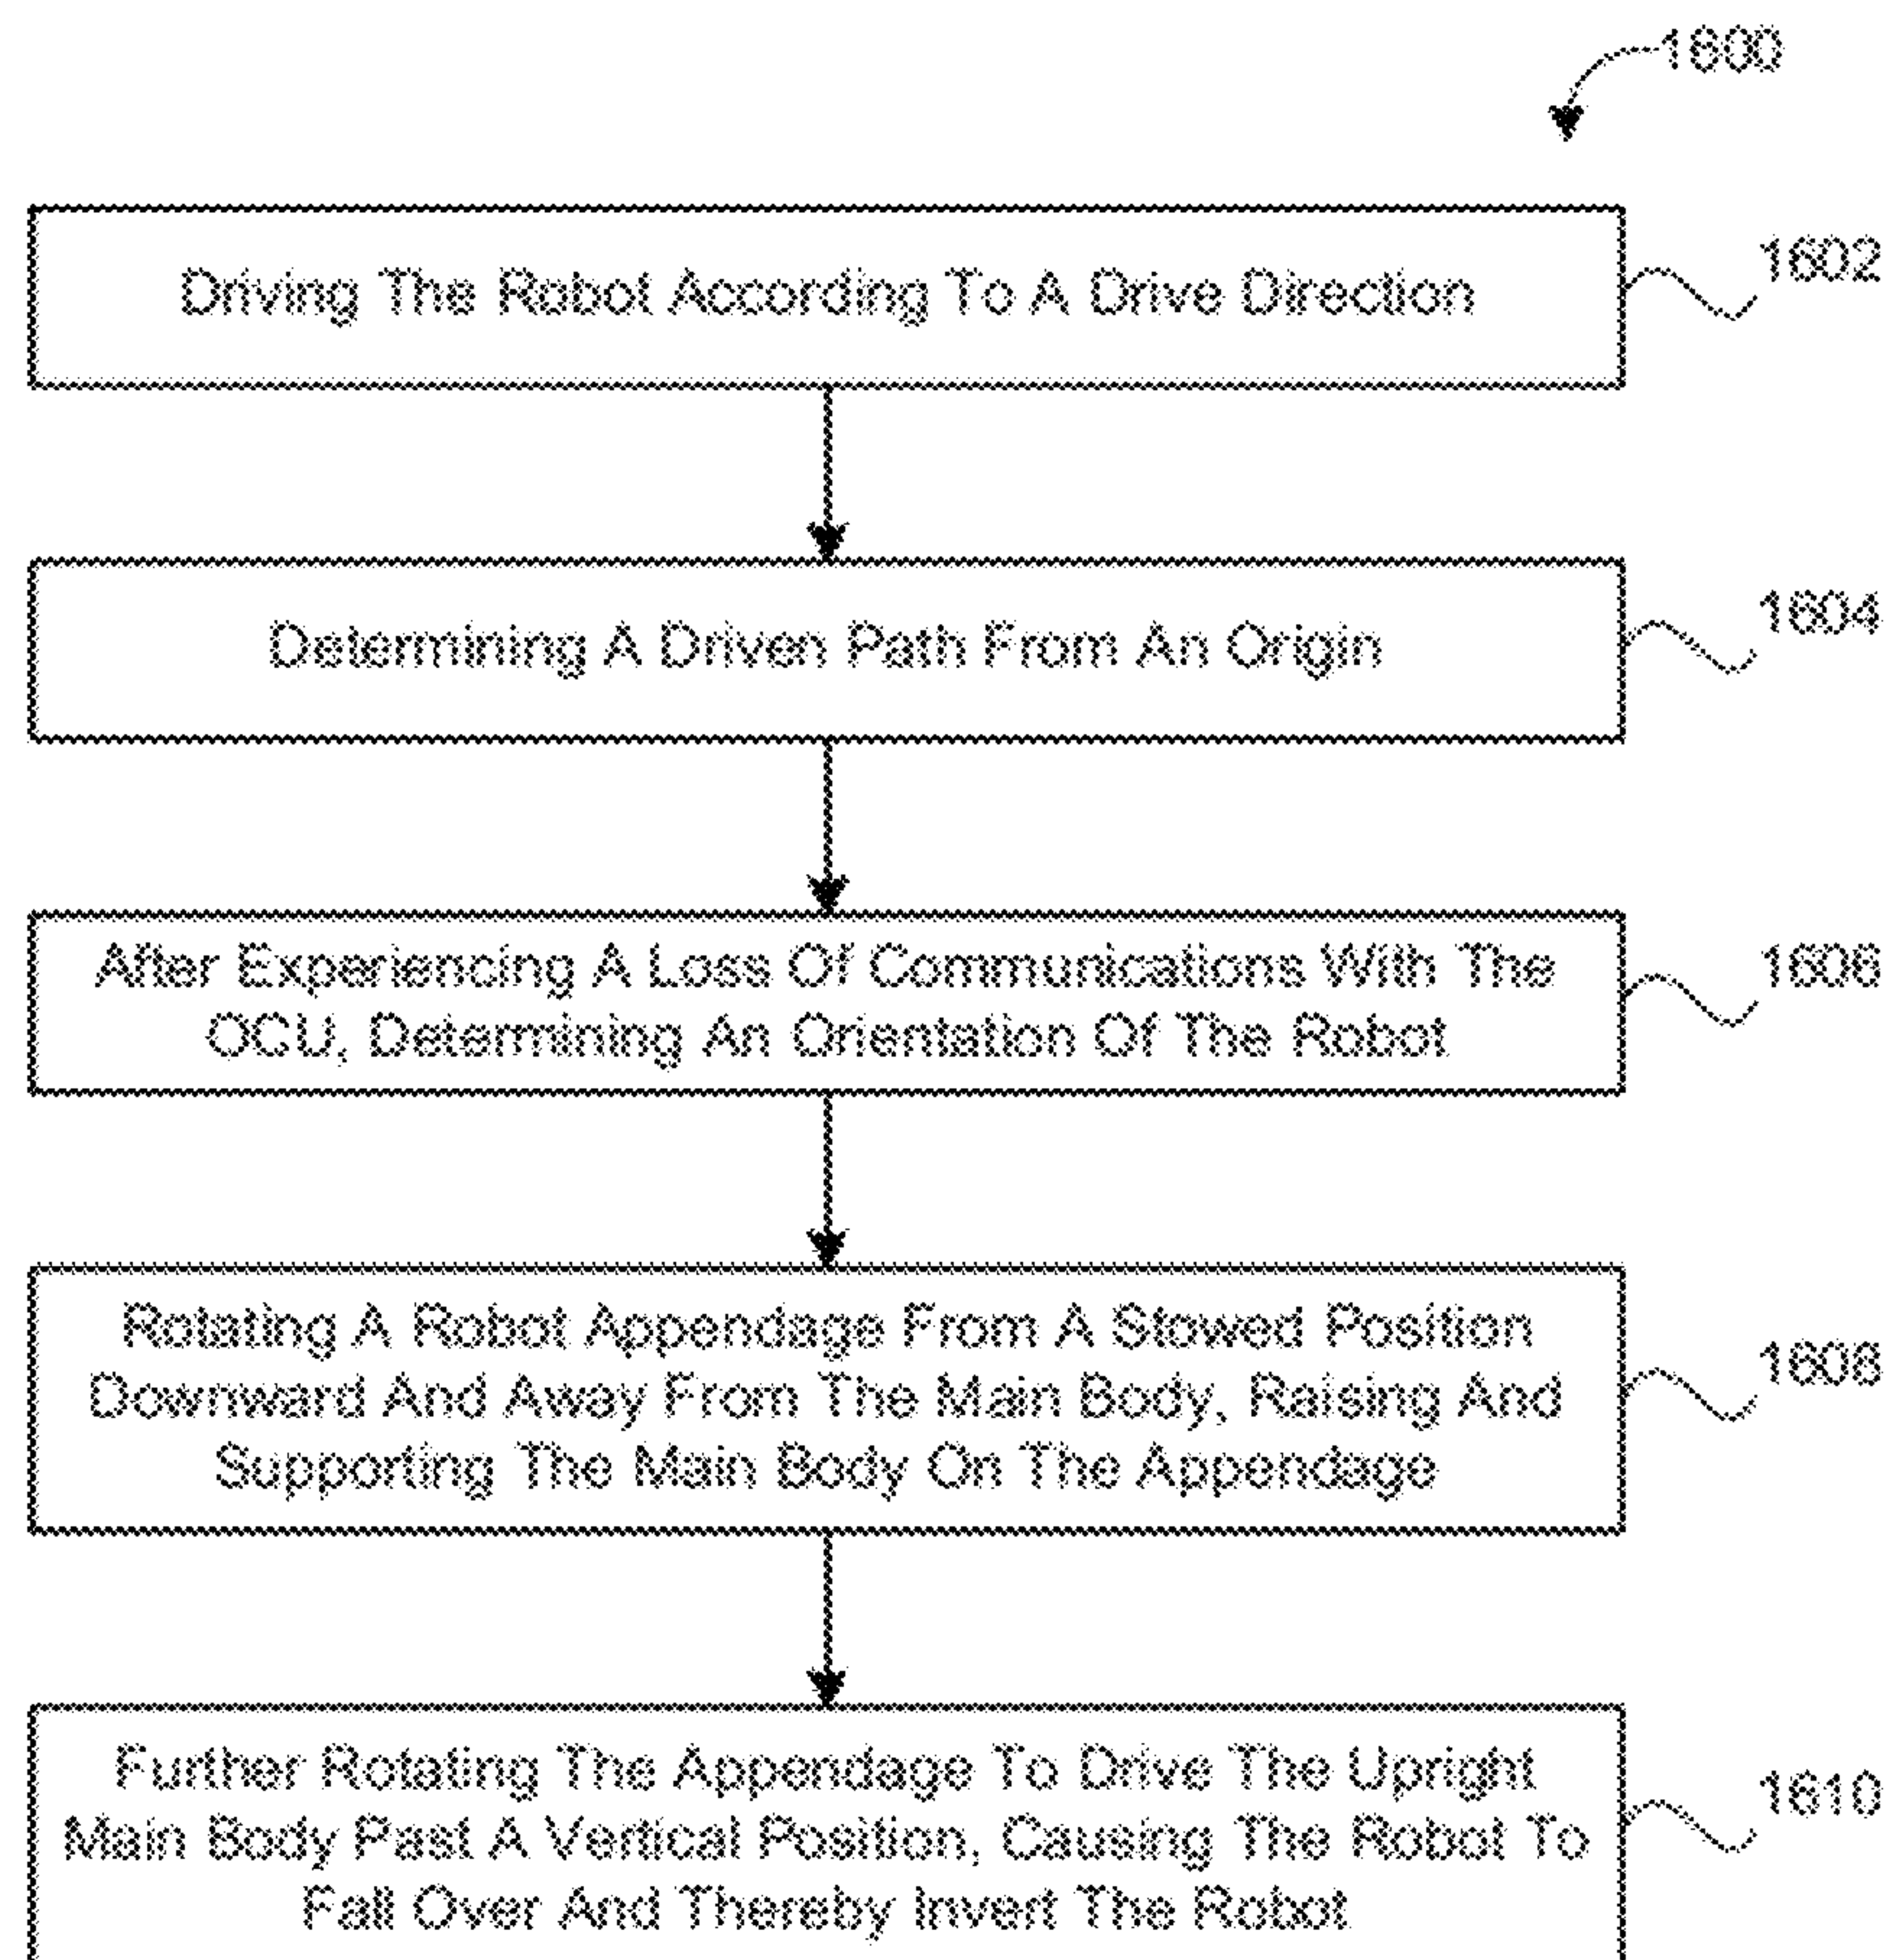 1600
Driving The Robot According To A Drive Direction
1602
Determining A Driven Path From An Origin
1604
After Experiencing A Loss Of Communications With The
OCU, Determining An Orientation Of The Robot
1606
Rotating A Robot Appendage From A Stowed Position
Downward And Away From The Main Body, Raising And
Supporting The Main Body On The Appendage
1608
Further Rotating The Appendage To Drive The Upright
Main Body Past A Vertical Position, Causing The Robot To
Fall Over And Thereby Invert The Robot
1610